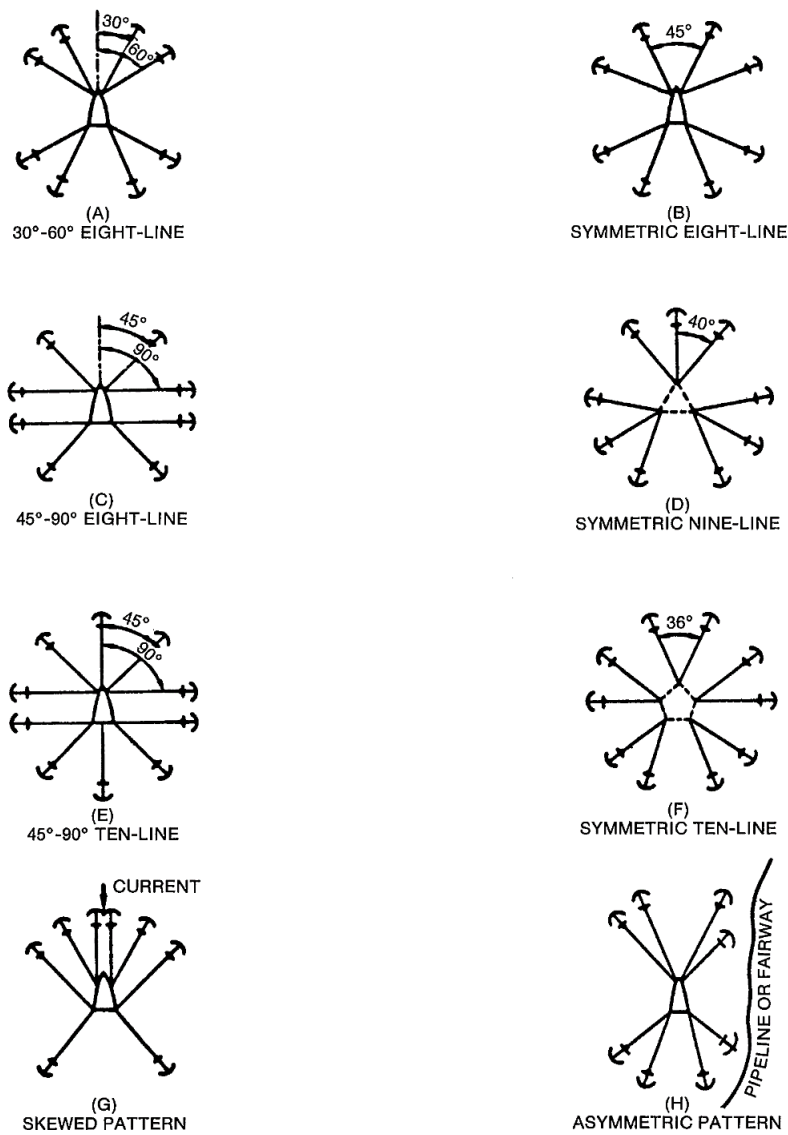 30°
60°
(A)
30°-60° EIGHT-LINE
45°
(B)
SYMMETRIC EIGHT-LINE
45°
90°
(C)
45°-90° EIGHT-LINE
40°
(D)
SYMMETRIC NINE-LINE
45°
90°
(E)
45°-90° TEN-LINE
36°
(F)
SYMMETRIC TEN-LINE
CURRENT
(G)
SKEWED PATTERN
PIPELINE OR FAIRWAY
(H)
ASYMMETRIC PATTERN